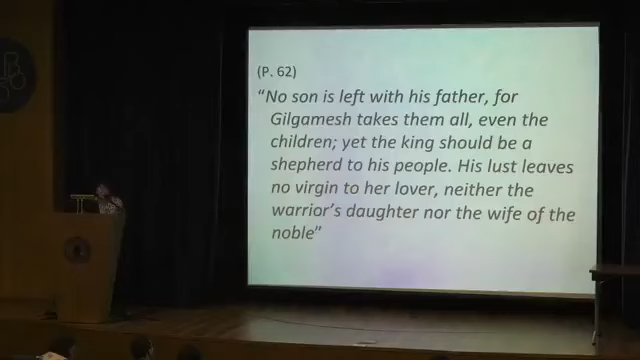 (P. 62)
“No son is left with his father, for
Gilgamesh takes them all, even the
children; yet the king should be a
shepherd to his people. His lust leaves
no virgin to her lover, neither the
warrior’s daughter nor the wife of the
noble”